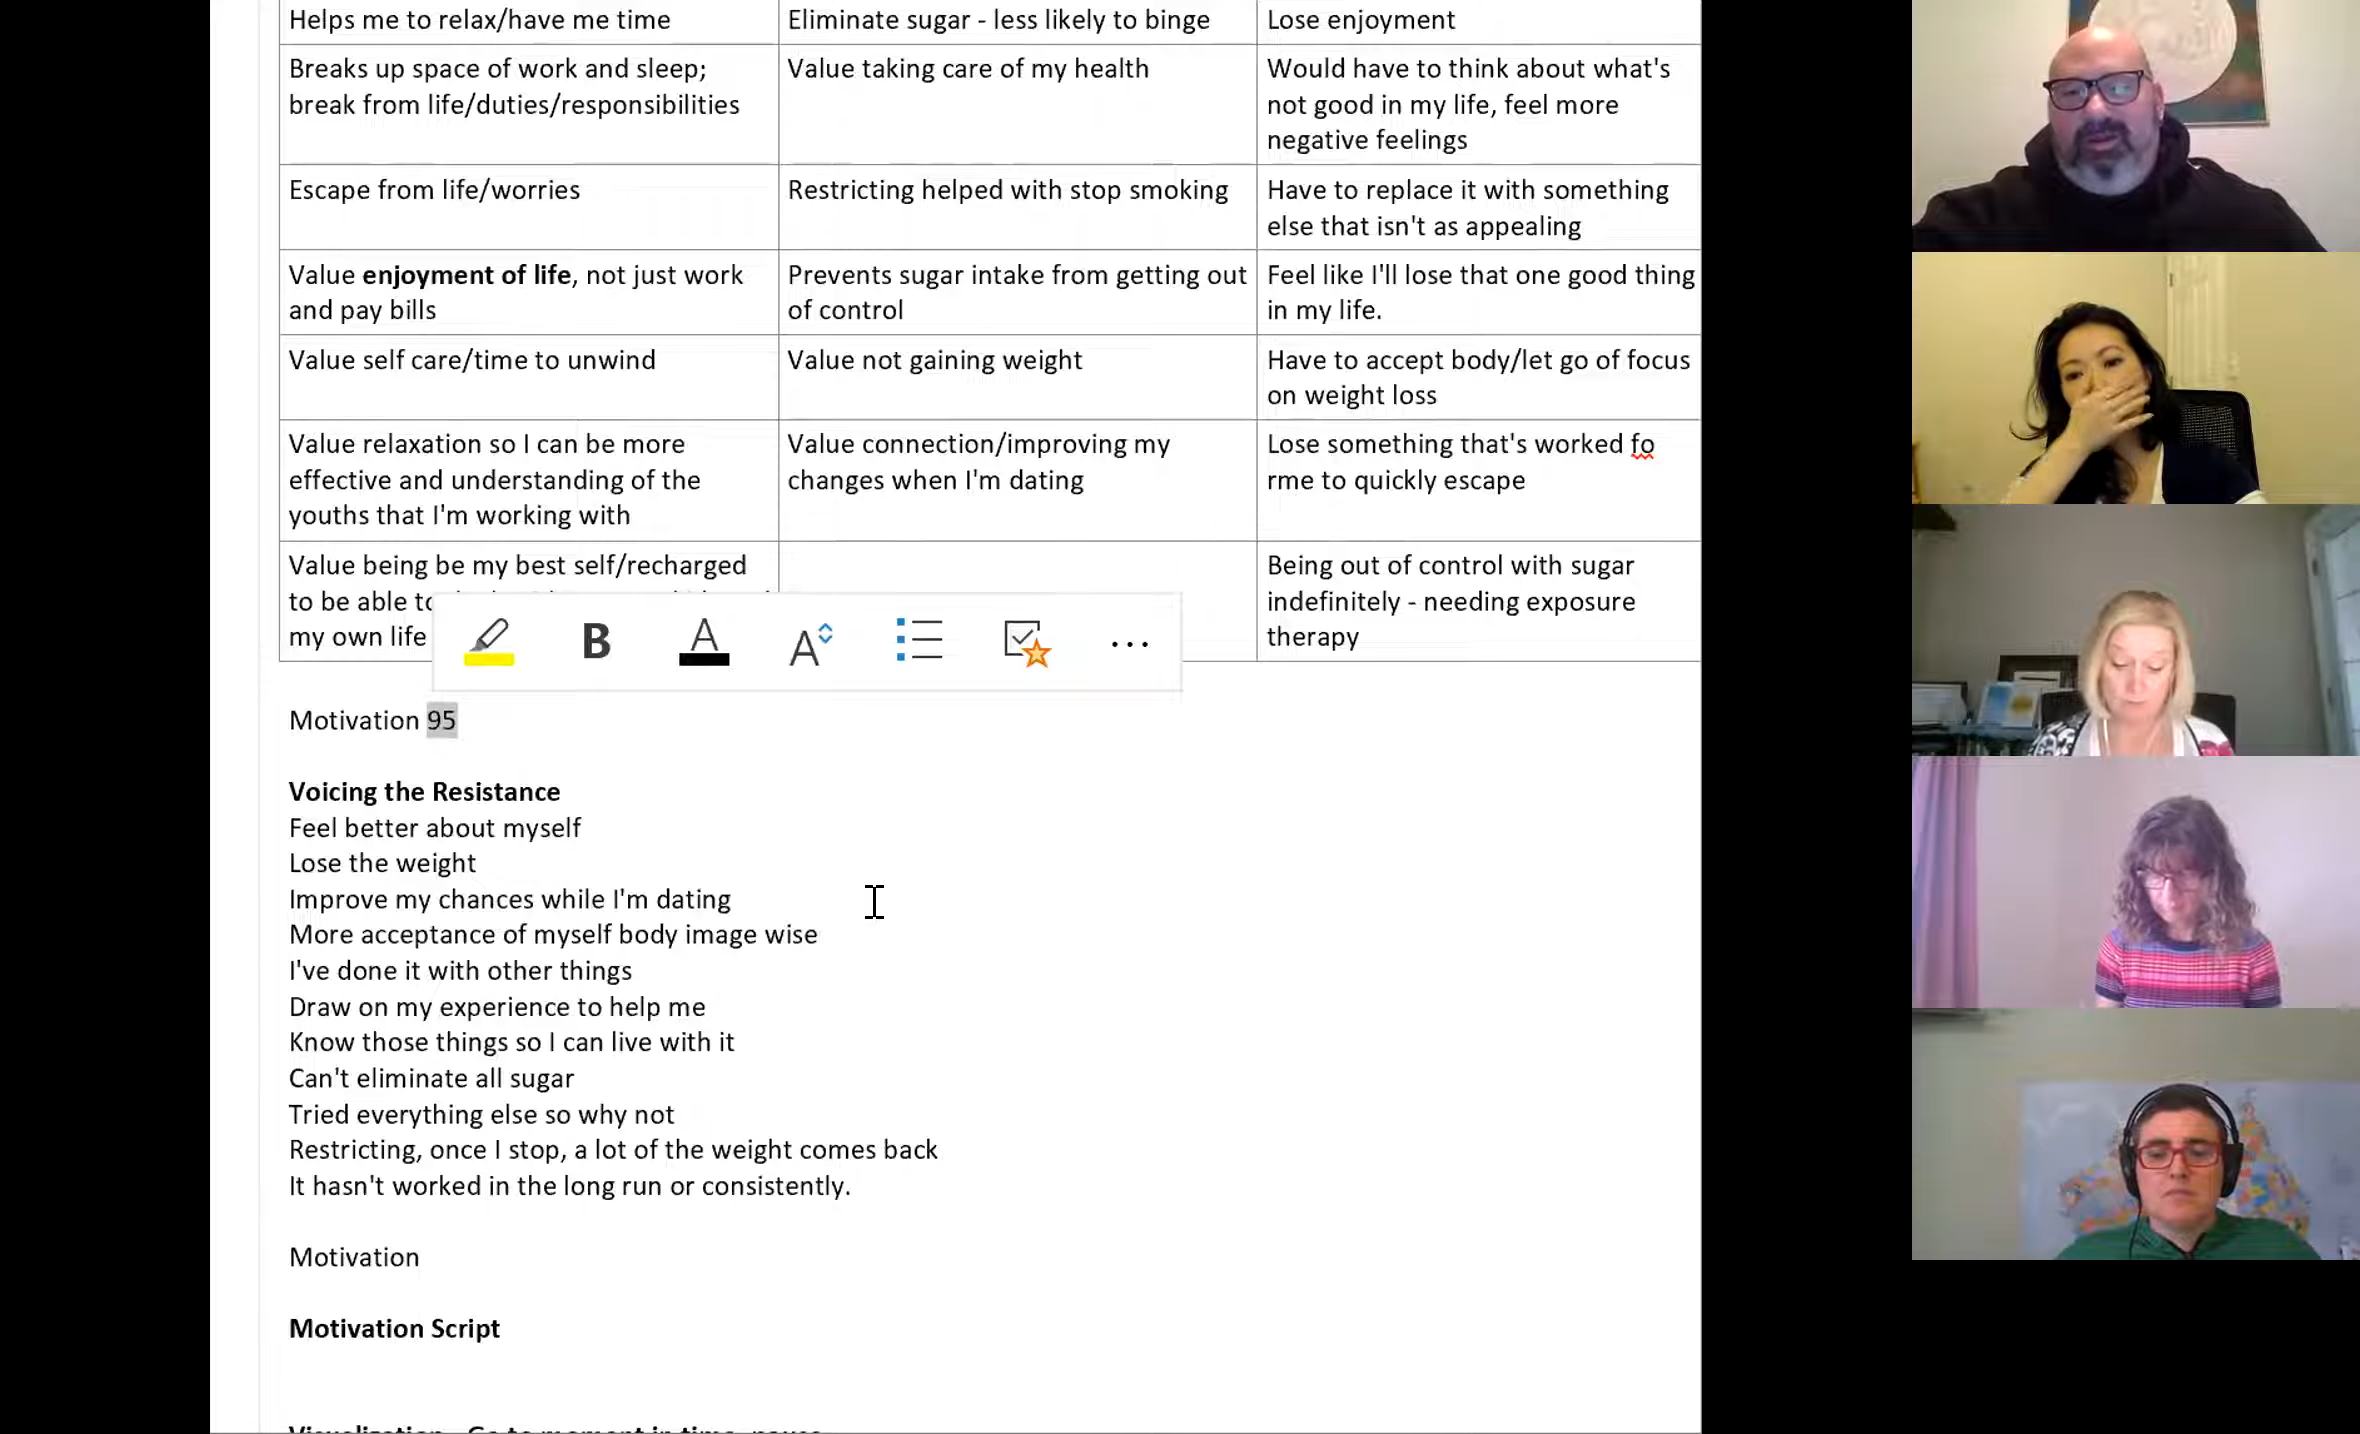 Helps me to relax/have me time
Eliminate sugar - less likely to binge
Lose enjoyment
Breaks up space of work and sleep;
break from life/duties/responsibilities
Value taking care of my health
Would have to think about what's
not good in my life, feel more
negative feelings
Escape from life/worries
Restricting helped with stop smoking
Have to replace it with something
else that isn't as appealing
Value enjoyment of life, not just work
and pay bills
Prevents sugar intake from getting out
of control
Feel like I'll lose that one good thing
in my life.
Value self care/time to unwind
Value not gaining weight
Have to accept body/let go of focus
on weight loss
Value relaxation so I can be more
effective and understanding of the
youths that I'm working with
Value connection/improving my
changes when I'm dating
Lose something that's worked fo
rme to quickly escape
Value being be my best self/recharged
to be able to
my own life
Being out of control with sugar
indefinitely - needing exposure
therapy
B A A
Motivation 95
Voicing the Resistance
Feel better about myself
Lose the weight
Improve my chances while I'm dating
More acceptance of myself body image wise
I've done it with other things
Draw on my experience to help me
Know those things so I can live with it
Can't eliminate all sugar
Tried everything else so why not
Restricting, once I stop, a lot of the weight comes back
It hasn't worked in the long run or consistently.
Motivation
Motivation Script